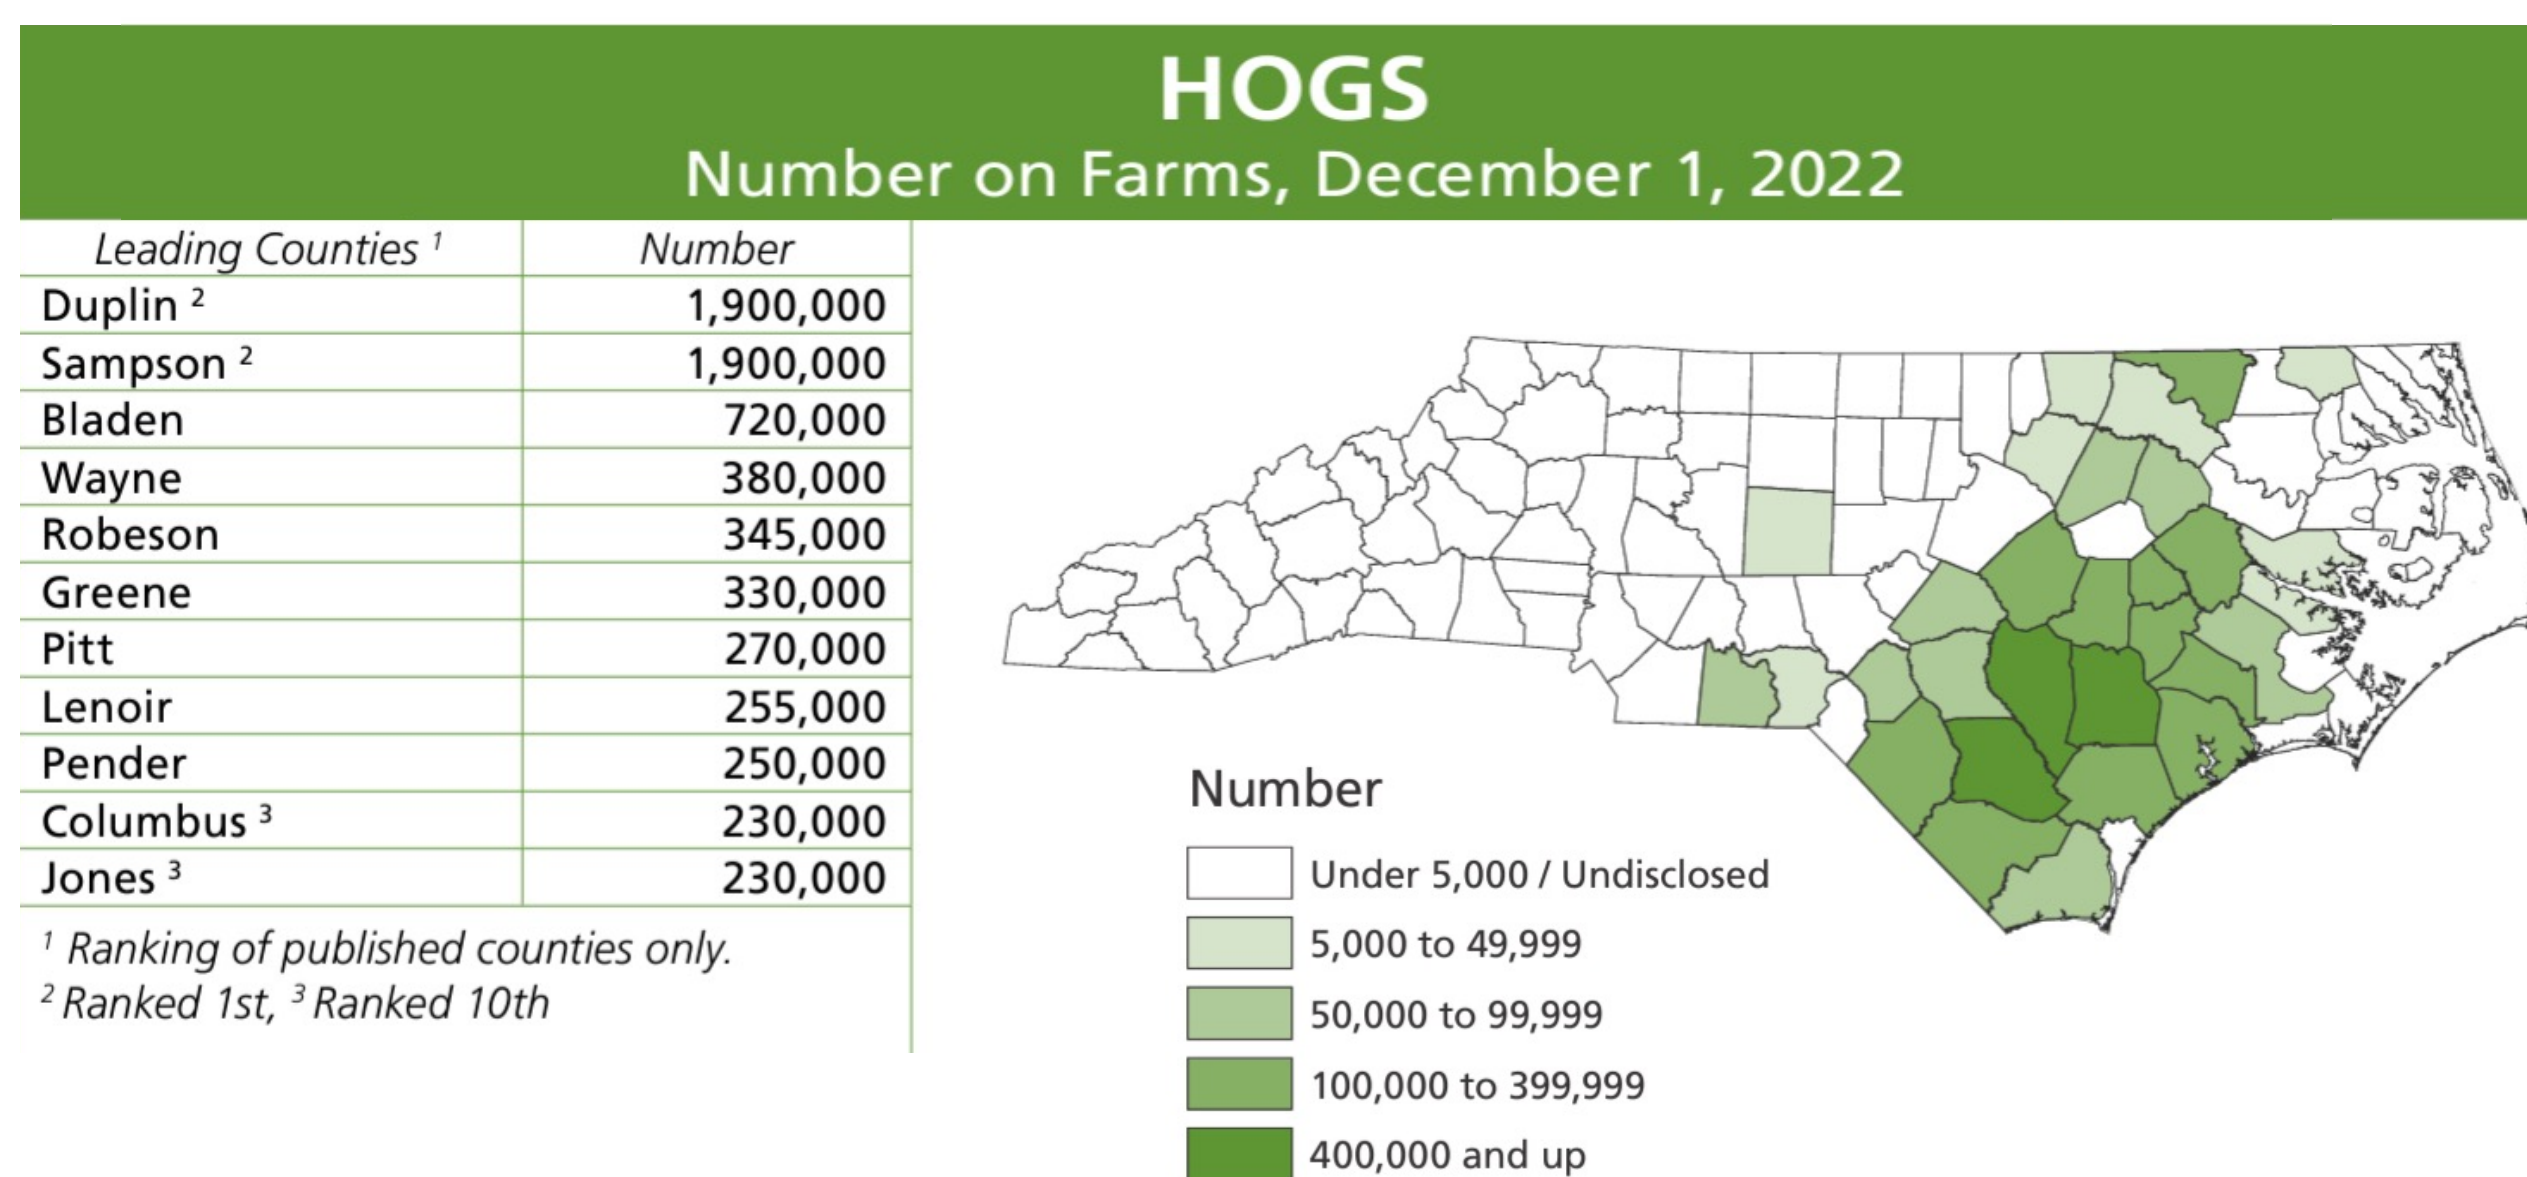 HOGS
Number on Farms, December 1, 2022
Leading Counties ¹ Number
Duplin ² 1,900,000
Sampson ² 1,900,000
Bladen 720,000
Wayne 380,000
Robeson 345,000
Greene 330,000
Pitt 270,000
Lenoir 255,000
Pender 250,000
Columbus ³ 230,000
Jones ³ 230,000
¹ Ranking of published counties only.
² Ranked 1st, ³ Ranked 10th
Number
Under 5,000 / Undisclosed
5,000 to 49,999
50,000 to 99,999
100,000 to 399,999
400,000 and up